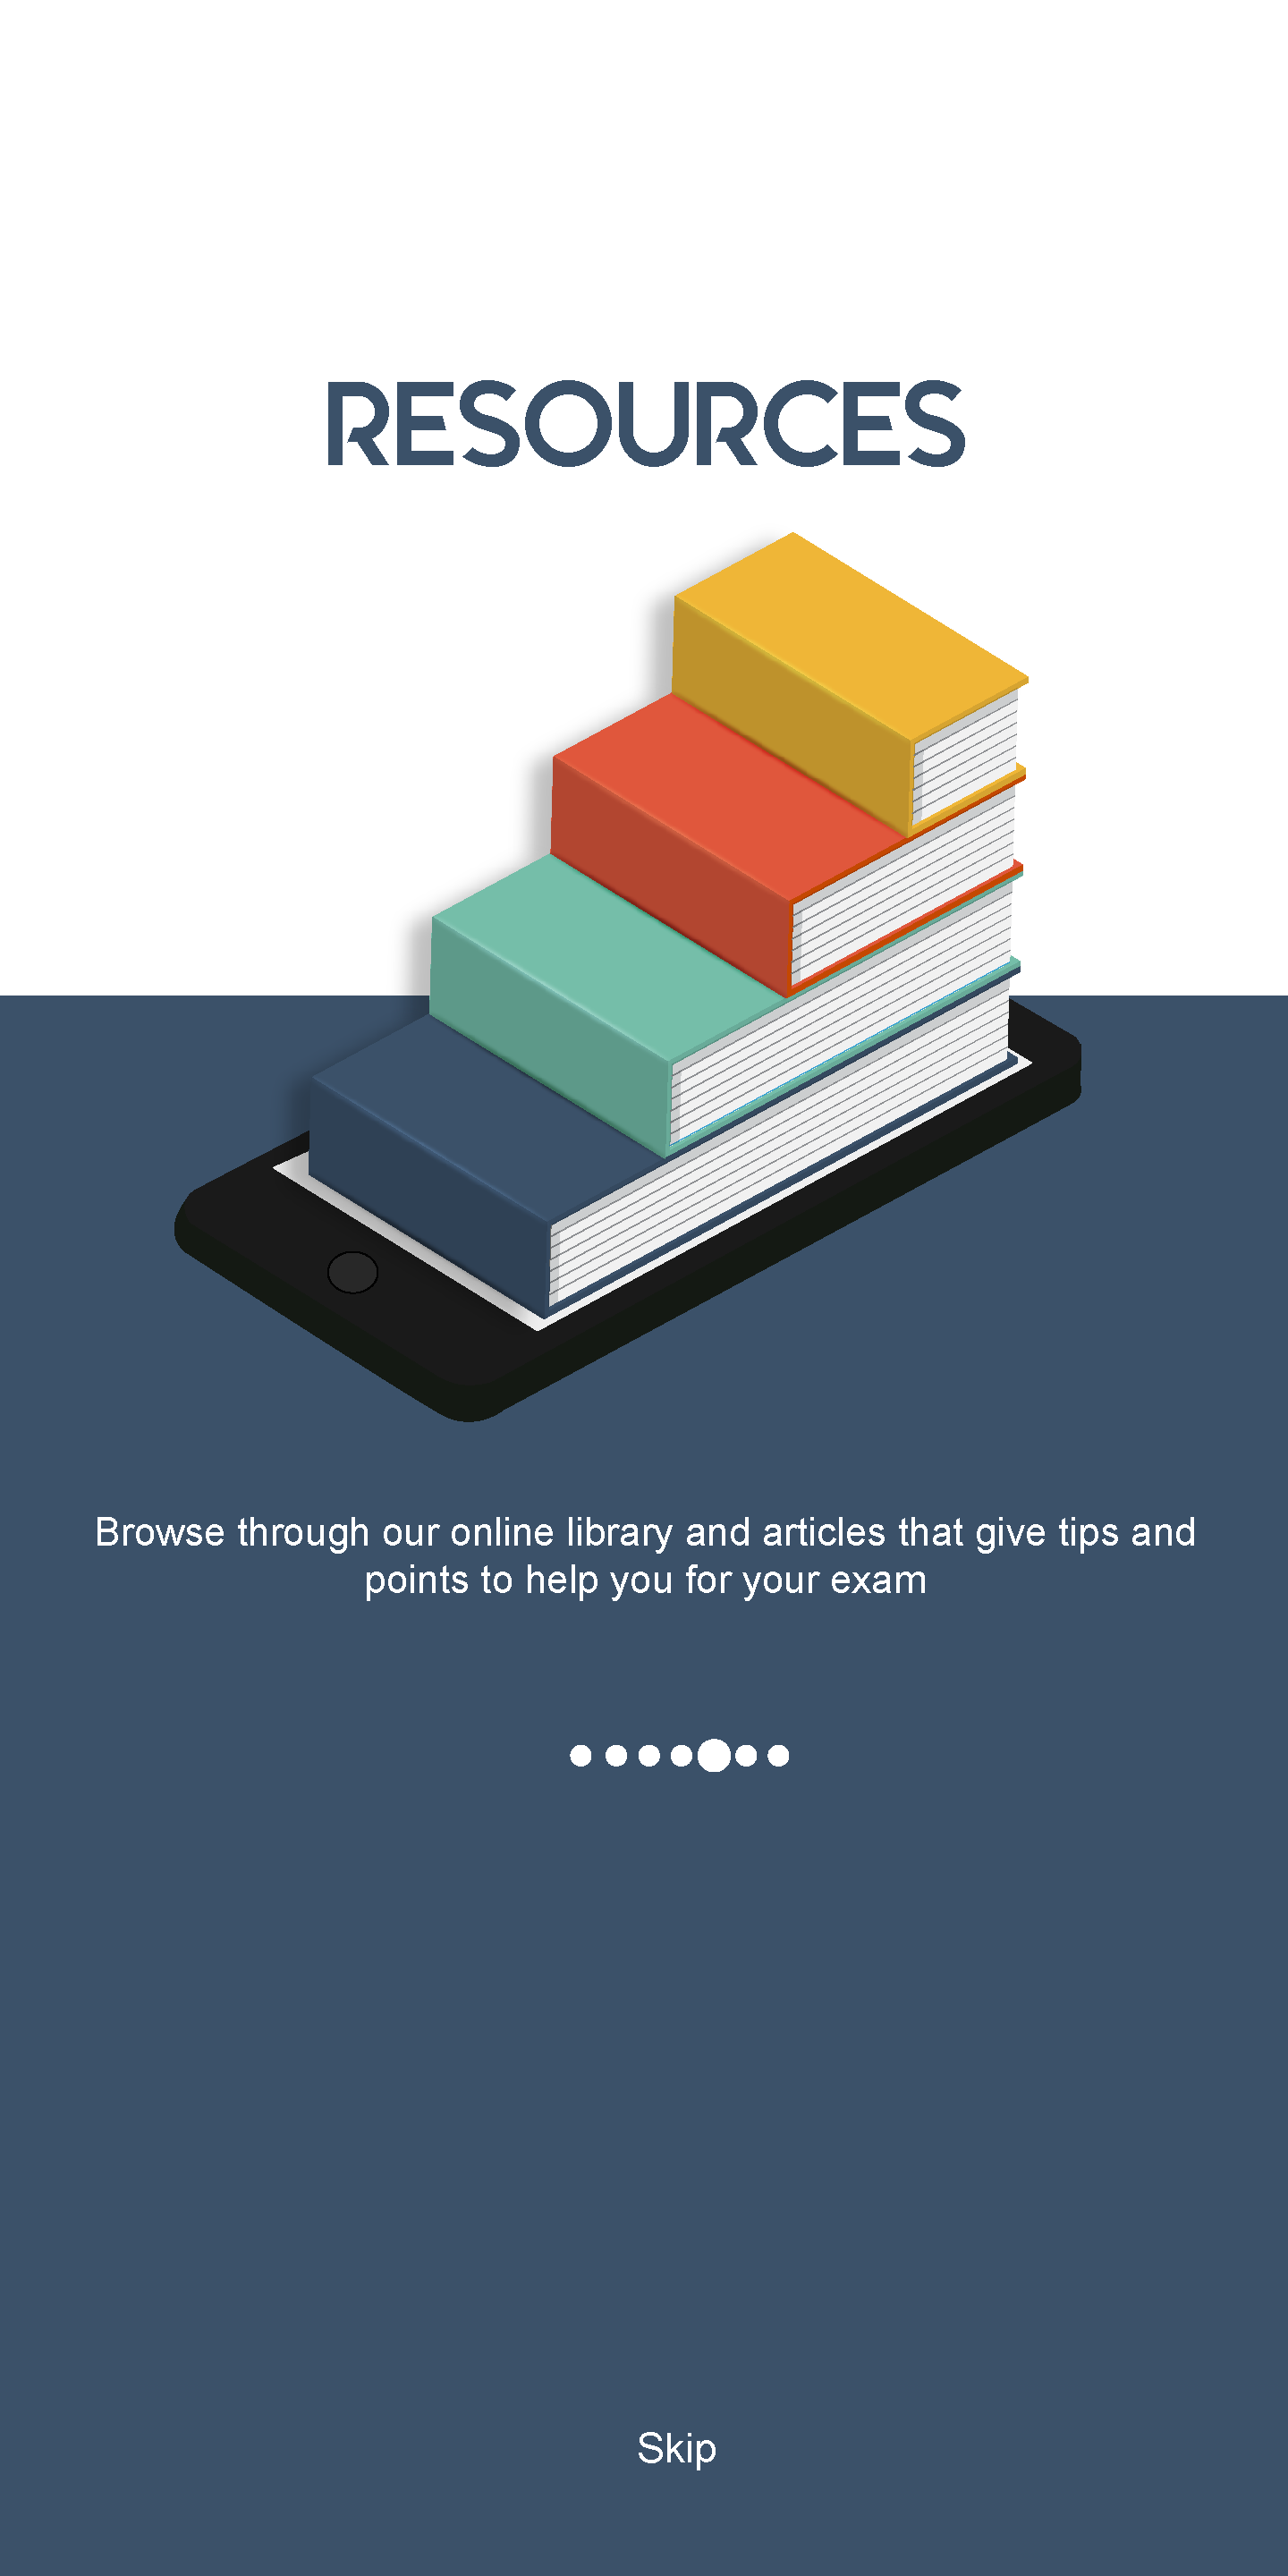 RESOURCES
Browse through our online library and articles that give tips and
points to help you for your exam
Skip